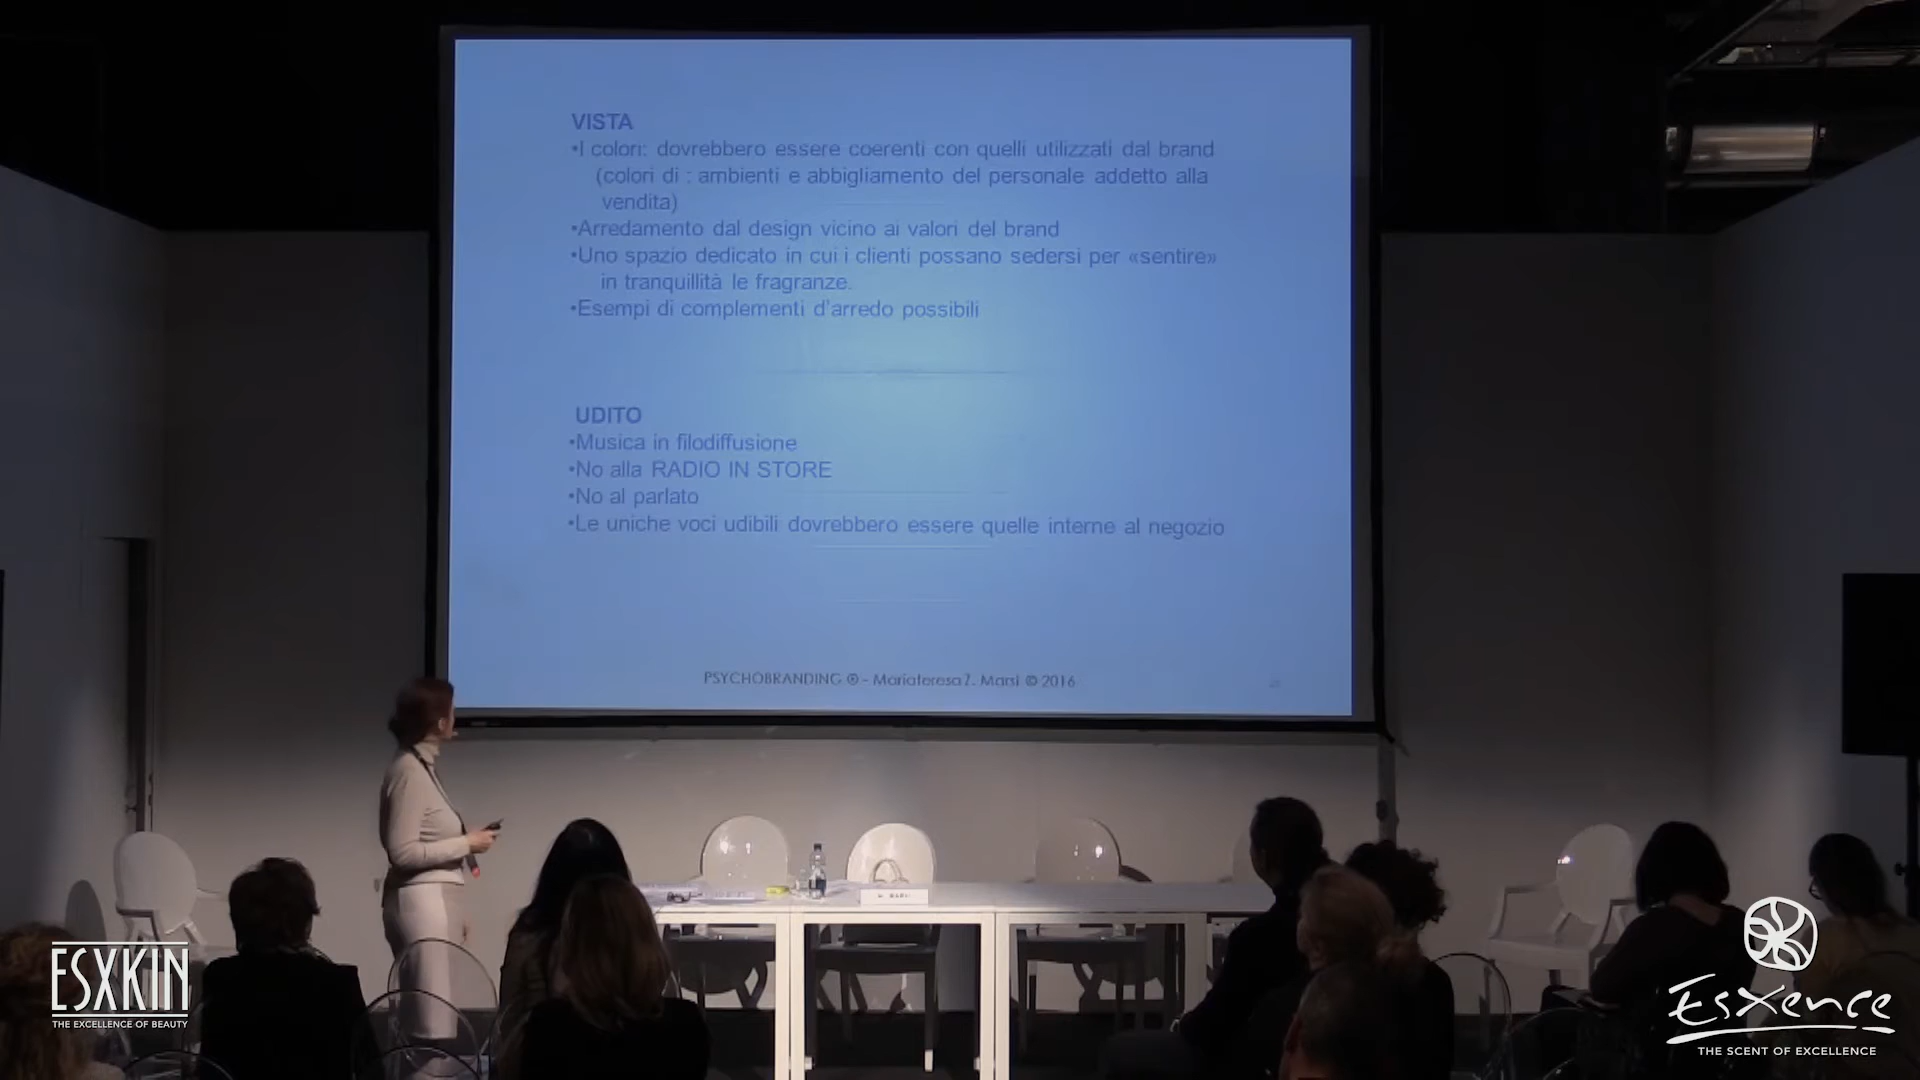 VISTA
•I colori: dovrebbero essere coerenti con quelli utilizzati dal brand
(colori di : ambienti e abbigliamento del personale addetto alla
vendita)
•Arredamento dal design vicino ai valori del brand
•Uno spazio dedicato in cui i clienti possano sedersi per «sentire»
in tranquillità le fragranze.
•Esempi di complementi d'arredo possibili
UDITO
•Musica in filodiffusione
•No alla RADIO IN STORE
•No al parlato
•Le uniche voci udibili dovrebbero essere quelle interne al negozio
PSYCHOBRANDING ® - Mariateresa Z. Marsi © 2016
ESXKIN
THE EXCELLENCE OF BEAUTY
Esxence
THE SCENT OF EXCELLENCE